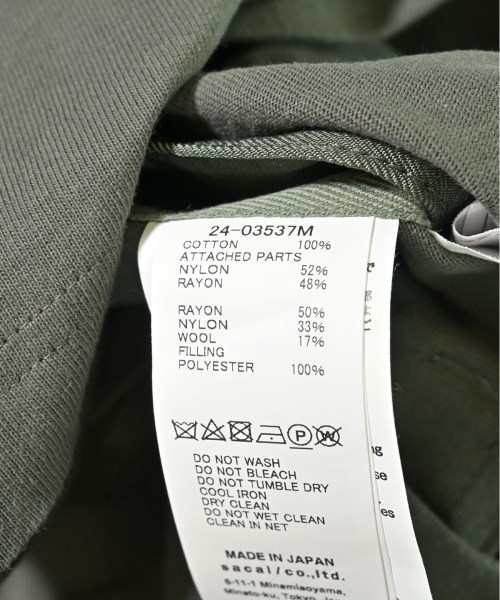 24-03537M
COTTON 100%
ATTACHED PARTS
NYLON 52%
RAYON 48%
RAYON 50%
NYLON 33%
WOOL 17%
FILLING
POLYESTER 100%
P W
DO NOT WASH
DO NOT BLEACH
DO NOT TUMBLE DRY
COOL IRON
DRY CLEAN
DO NOT WET CLEAN
CLEAN IN NET
MADE IN JAPAN
sacai/co.,ltd.
5-11-1 Minamiaoyama,
Minato-ku, Tokyo,